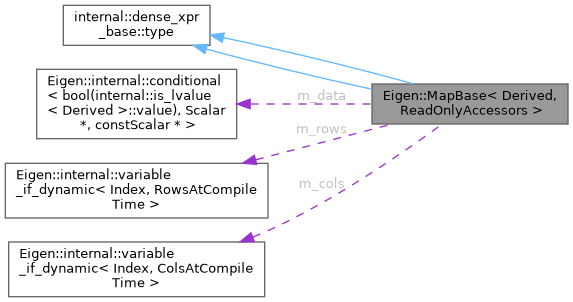 internal::dense_xpr
_base::type
Eigen::internal::conditional
< bool(internal::is_lvalue
< Derived >::value), Scalar
*, constScalar * >
m_data
Eigen::MapBase< Derived,
ReadOnlyAccessors >
m_rows
Eigen::internal::variable
_if_dynamic< Index, RowsAtCompile
Time >
m_cols
Eigen::internal::variable
_if_dynamic< Index, ColsAtCompile
Time >